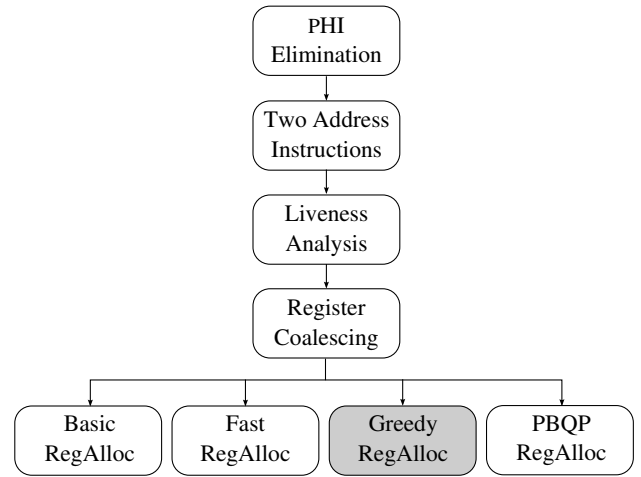 PHI
Elimination
Two Address
Instructions
Liveness
Analysis
Register
Coalescing
Basic
RegAlloc
Fast
RegAlloc
Greedy
RegAlloc
PBQP
RegAlloc